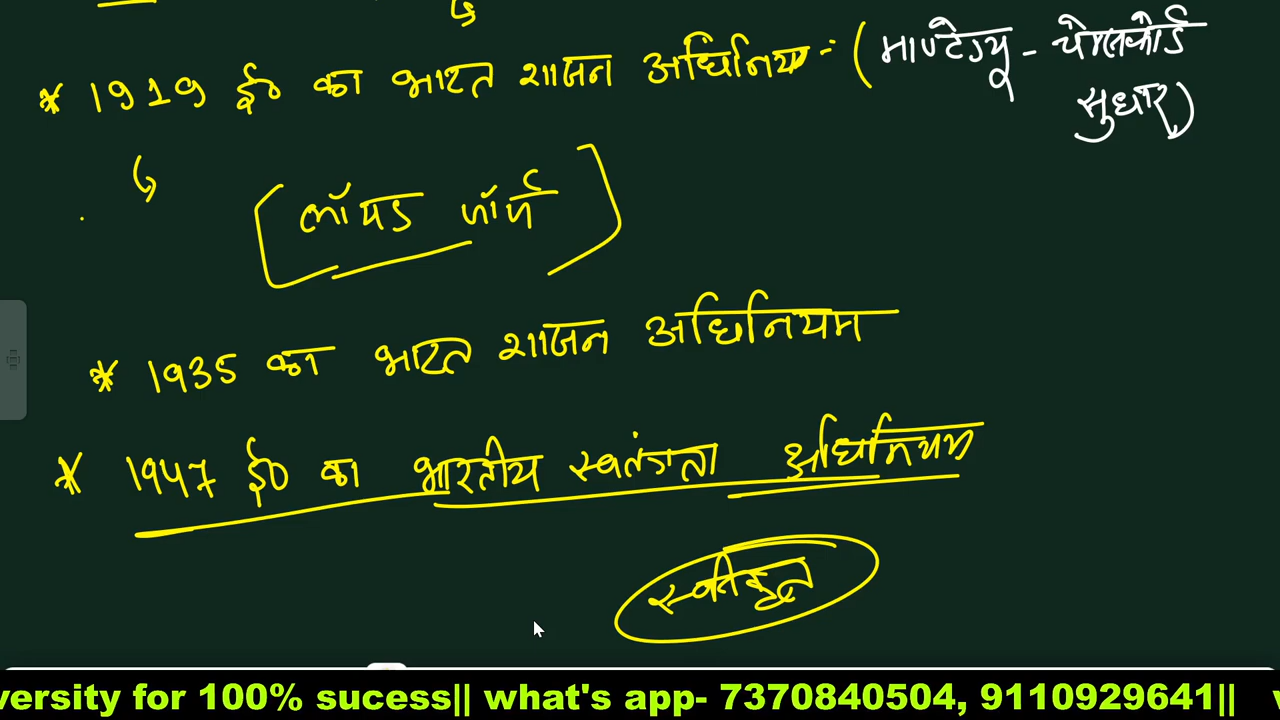 * 1919 ई० का भारत शासन अधिनियम :- (माण्टेग्यू - चेम्सफोर्ड
सुधार)
[लॉयड जॉर्ज]
* 1935 का भारत शासन अधिनियम
* 1947 ई० का भारतीय स्वतंत्रता अधिनियम
स्वीकृत
versity for 100% sucess|| what's app- 7370840504, 9110929641||